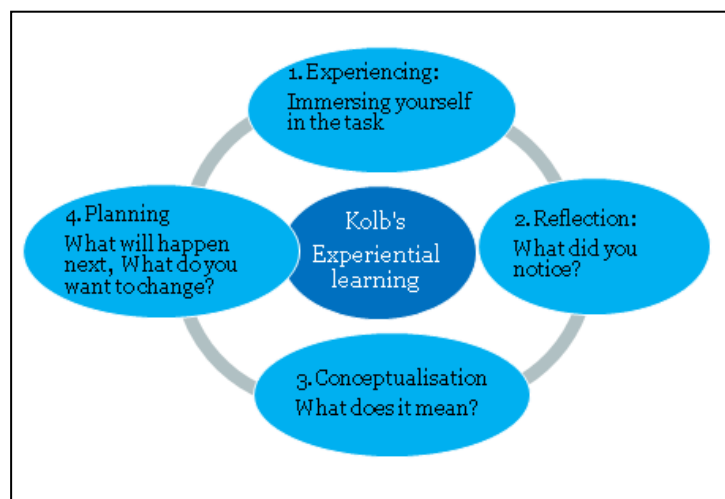 1. Experiencing:
Immersing yourself
in the task
2. Reflection:
What did you
notice?
3. Conceptualisation
What does it mean?
4. Planning
What will happen
next, What do you
want to change?
Kolb's
Experiential
learning